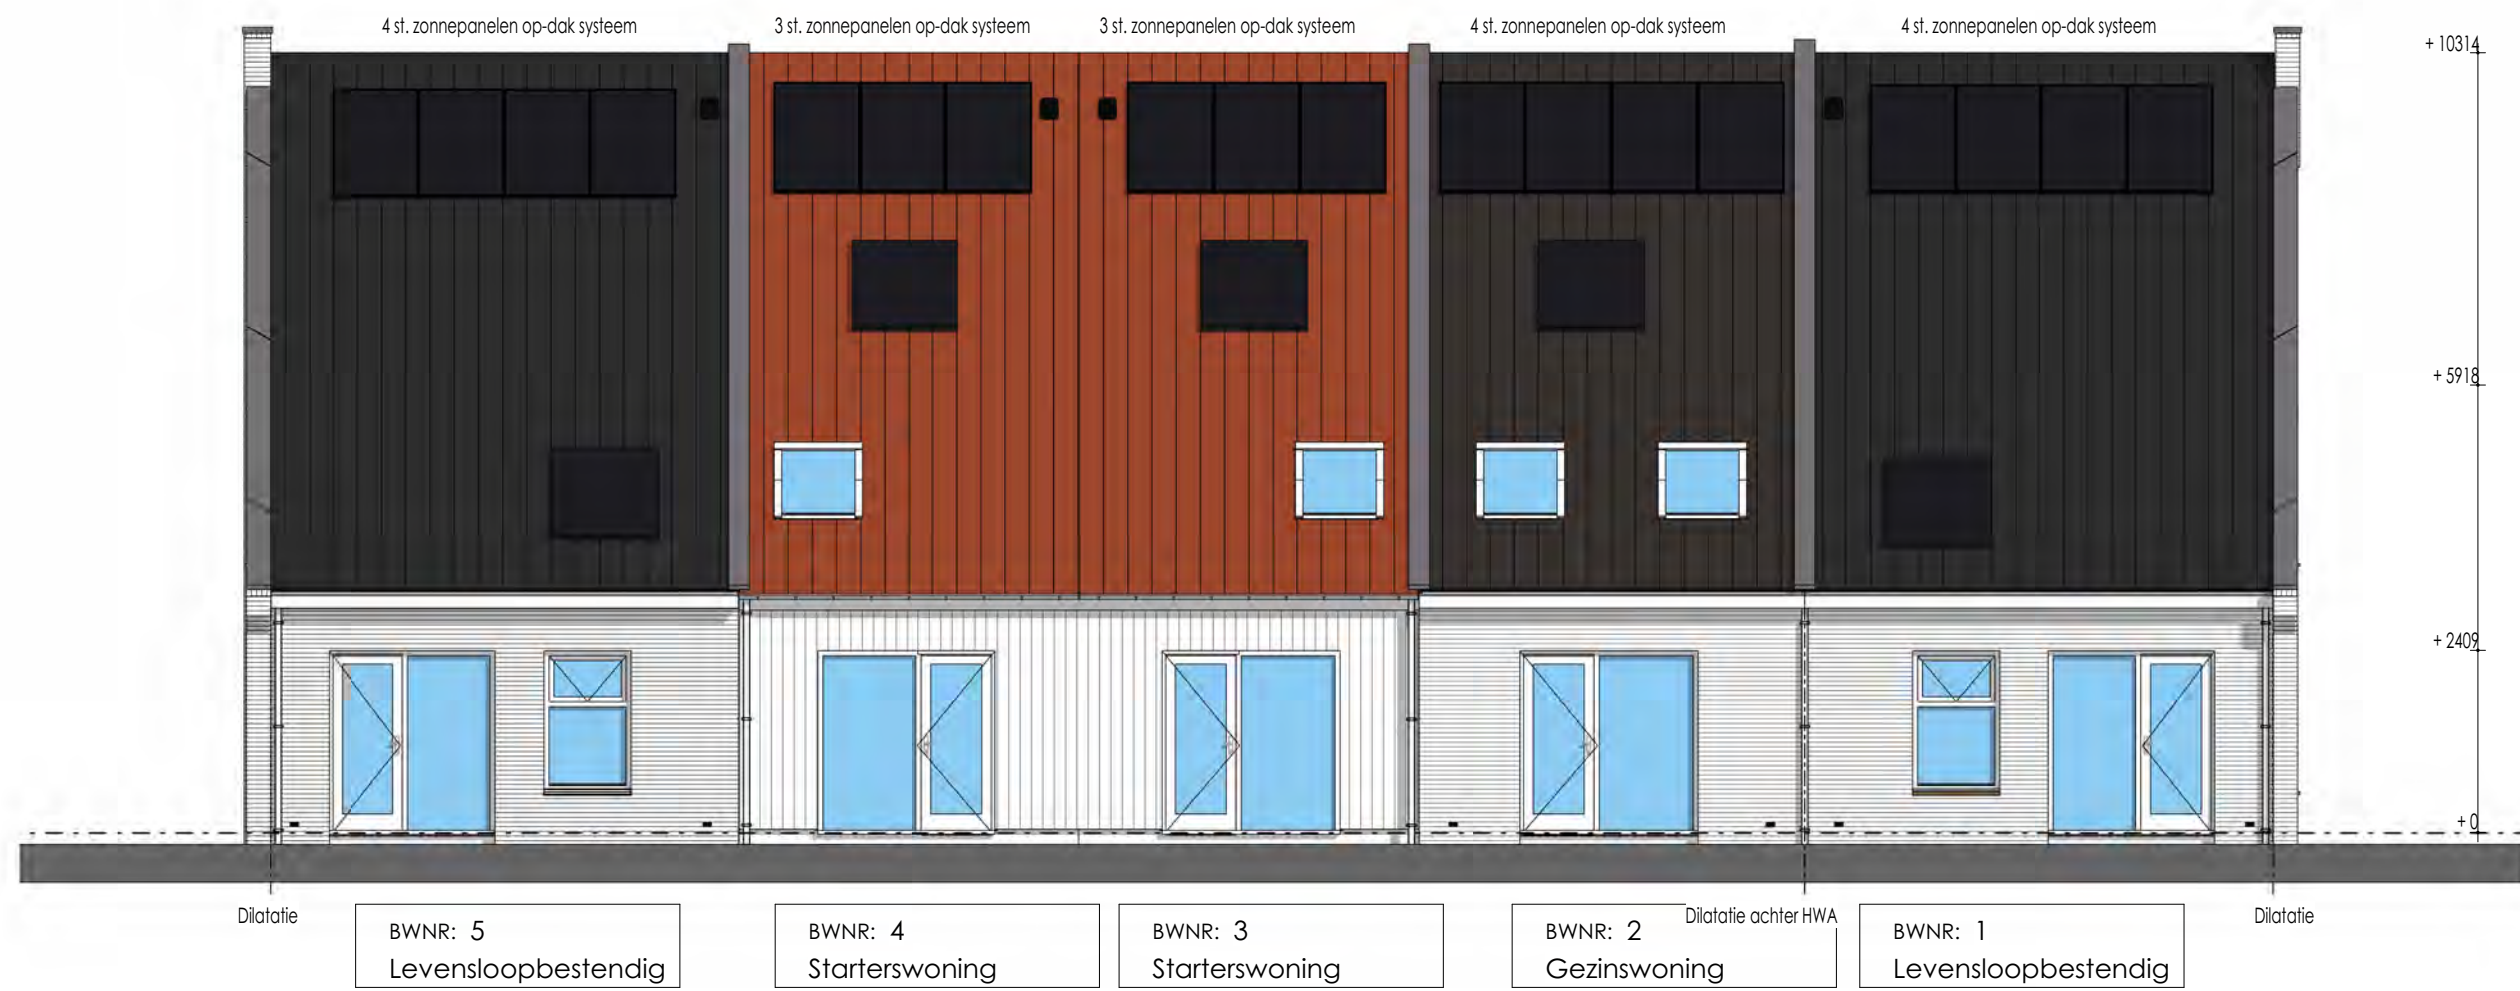 4 st. zonnepanelen op-dak systeem
3 st. zonnepanelen op-dak systeem
3 st. zonnepanelen op-dak systeem
4 st. zonnepanelen op-dak systeem
4 st. zonnepanelen op-dak systeem
+ 10314
+ 5918
+ 2409
+ 0
Dilatatie
BWNR: 5
Levensloopbestendig
BWNR: 4
Starterswoning
BWNR: 3
Starterswoning
BWNR: 2
Gezinswoning
Dilatatie achter HWA
BWNR: 1
Levensloopbestendig
Dilatatie